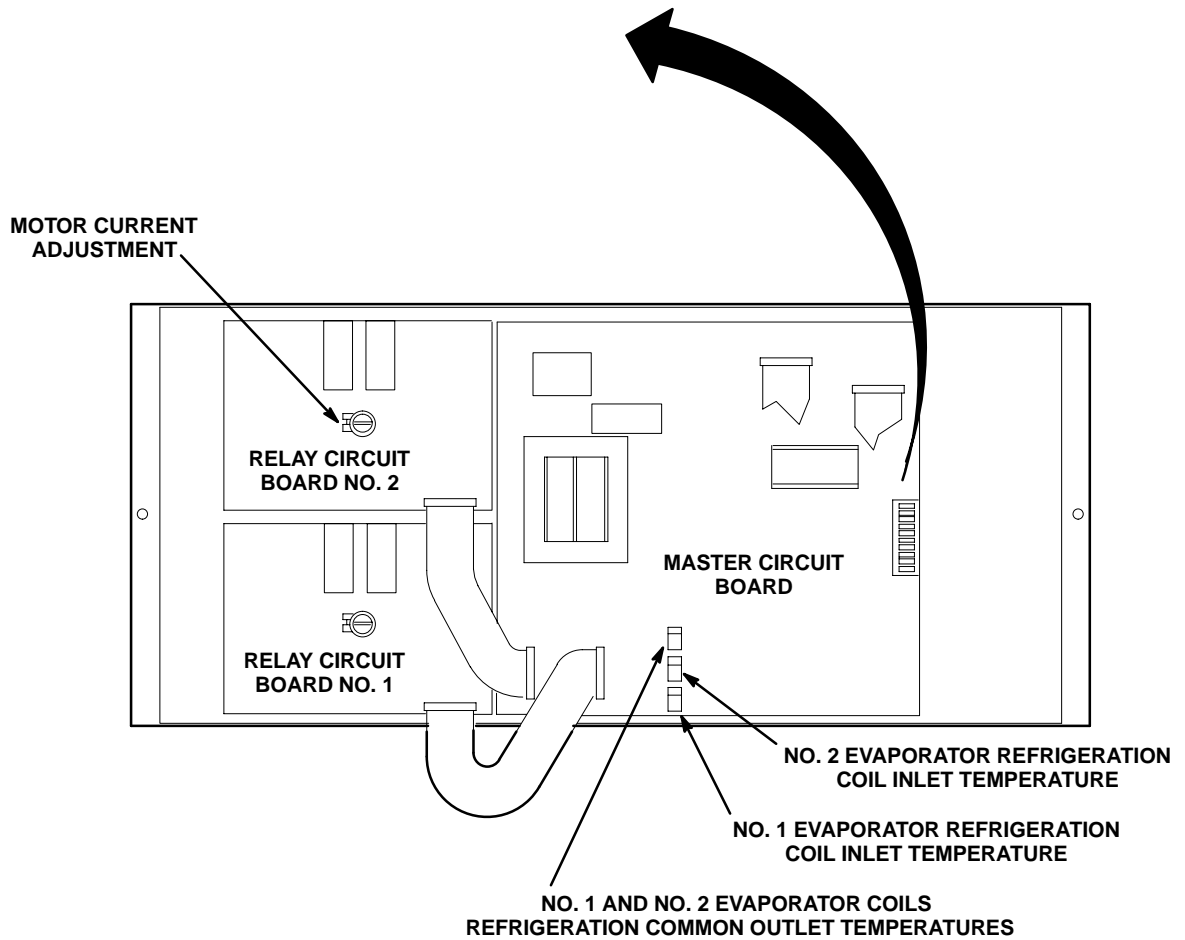 MOTOR CURRENT
ADJUSTMENT
RELAY CIRCUIT
BOARD NO. 2
MASTER CIRCUIT
BOARD
RELAY CIRCUIT
BOARD NO. 1
NO. 2 EVAPORATOR REFRIGERATION
COIL INLET TEMPERATURE
NO. 1 EVAPORATOR REFRIGERATION
COIL INLET TEMPERATURE
NO. 1 AND NO. 2 EVAPORATOR COILS
REFRIGERATION COMMON OUTLET TEMPERATURES